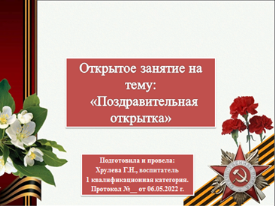 Открытое занятие на
тему:
«Поздравительная
открытка»
Подготовила и провела:
Хрулева Г.Н., воспитатель
1 квалификационная категория.
Протокол №__ от 06.05.2022 г.